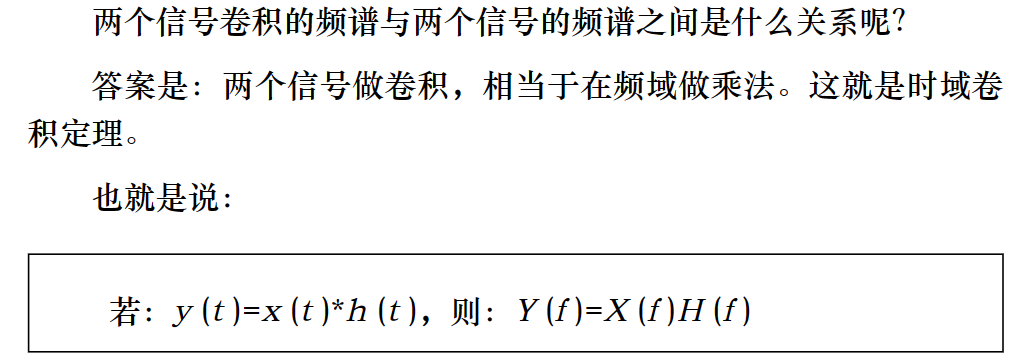 两个信号卷积的频谱与两个信号的频谱之间是什么关系呢？
答案是：两个信号做卷积，相当于在频域做乘法。这就是时域卷
积定理。
也就是说：
若：y (t )=x (t )*h (t )，则：Y (f )=X (f )H (f )